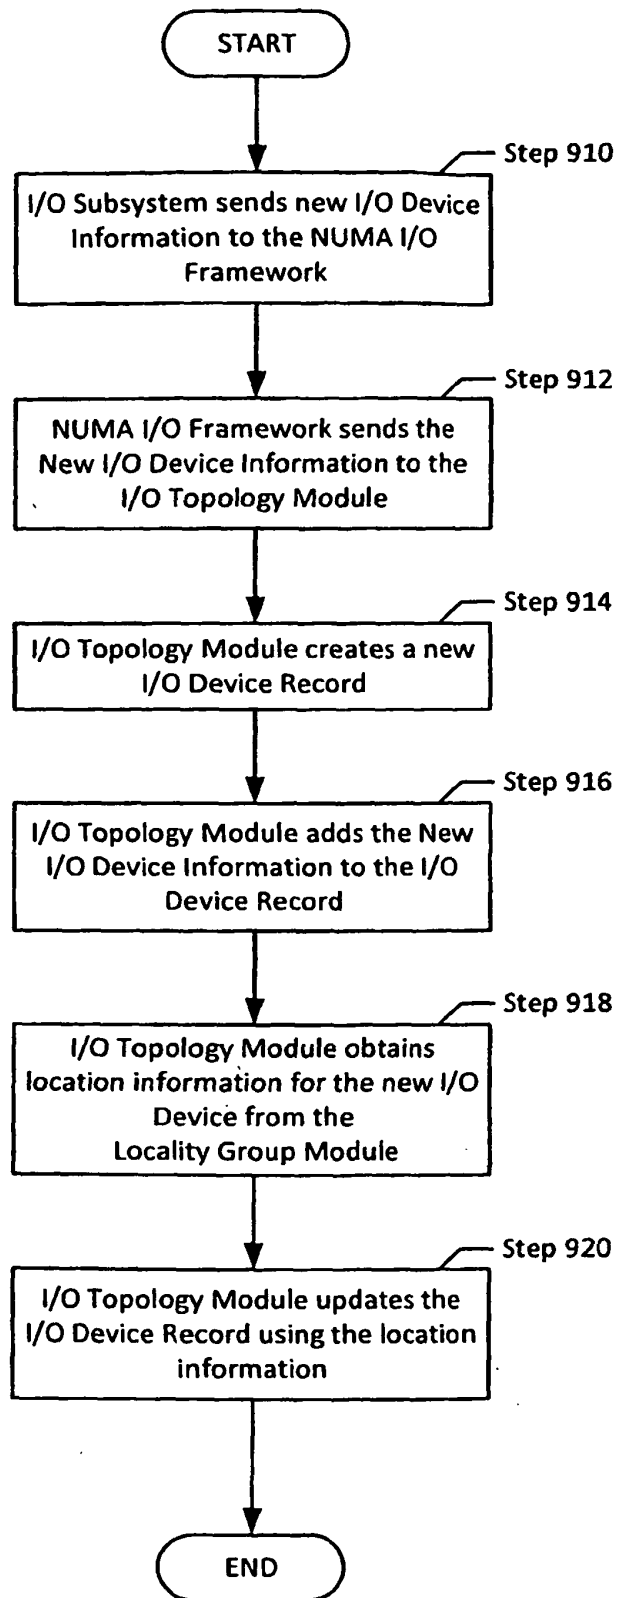 START
Step 910
I/O Subsystem sends new I/O Device
Information to the NUMA I/O
Framework
Step 912
NUMA I/O Framework sends the
New I/O Device Information to the
I/O Topology Module
Step 914
I/O Topology Module creates a new
I/O Device Record
Step 916
I/O Topology Module adds the New
I/O Device Information to the I/O
Device Record
Step 918
I/O Topology Module obtains
location information for the new I/O
Device from the
Locality Group Module
Step 920
I/O Topology Module updates the
I/O Device Record using the location
information
END